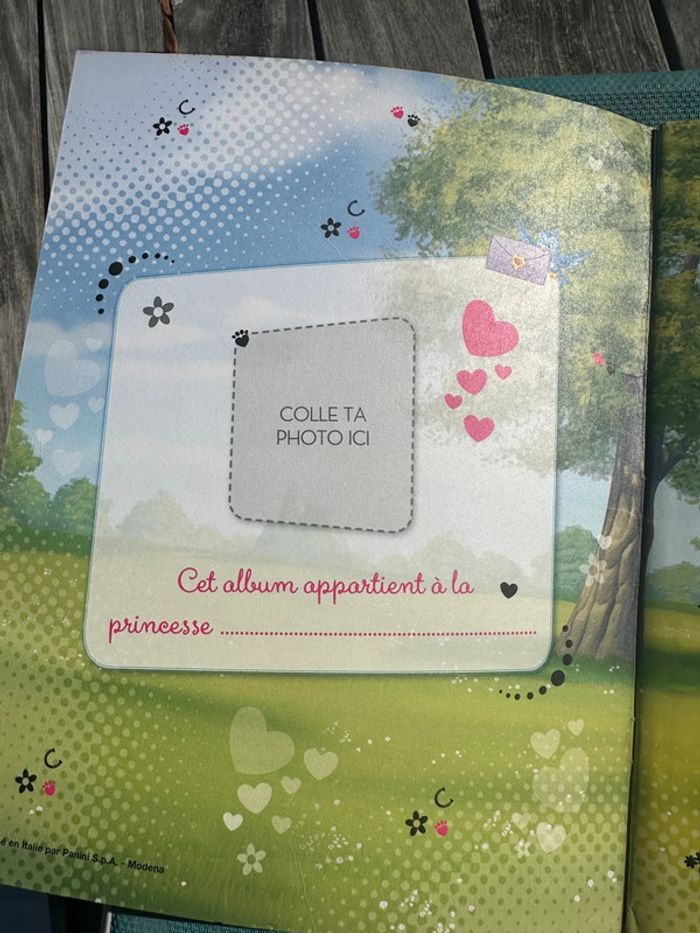 COLLE TA
PHOTO ICI
Cet album appartient à la
princesse ........................................................
en Italie par Panini S.p.A. - Modena